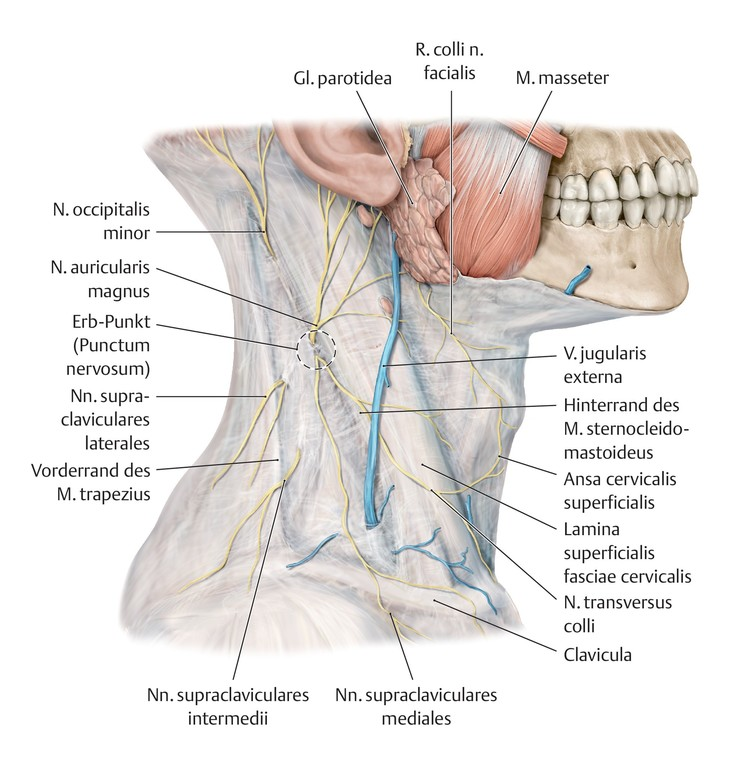 R. colli n.
facialis
Gl. parotidea
M. masseter
N. occipitalis
minor
N. auricularis
magnus
Erb-Punkt
(Punctum
nervosum)
Nn. supra-
claviculares
laterales
Vorderrand des
M. trapezius
V. jugularis
externa
Hinterrand des
M. sternocleido-
mastoideus
Ansa cervicalis
superficialis
Lamina
superficialis
fasciae cervicalis
N. transversus
colli
Clavicula
Nn. supraclaviculares
intermedii
Nn. supraclaviculares
mediales